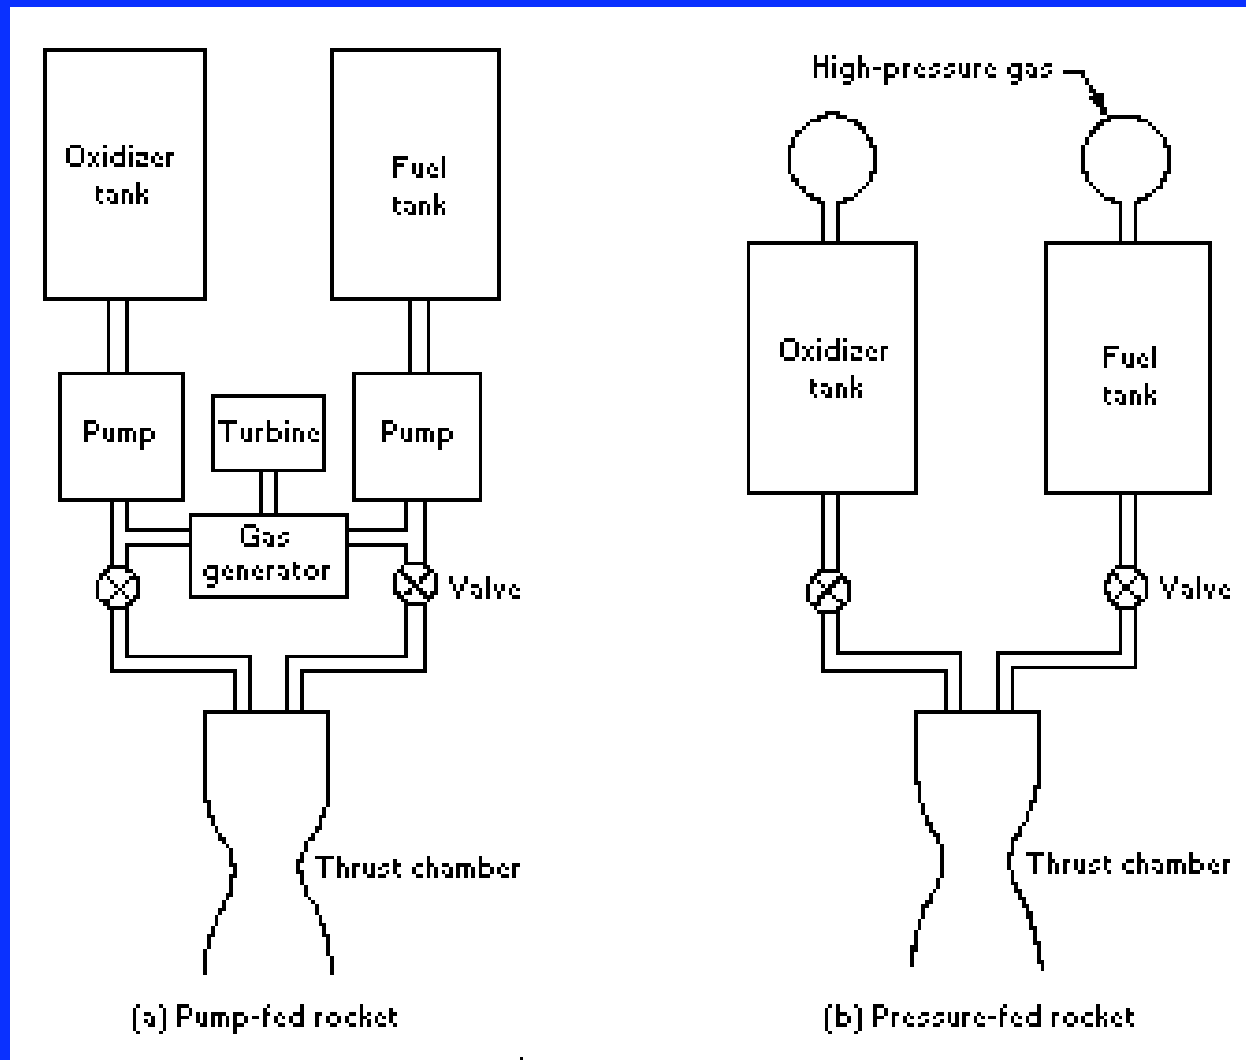 Oxidizer
tank
Fuel
tank
Pump
Turbine
Pump
Gas
generator
Valve
Thrust chamber
(a) Pump-fed rocket
High-pressure gas
Oxidizer
tank
Fuel
tank
Valve
Thrust chamber
(b) Pressure-fed rocket